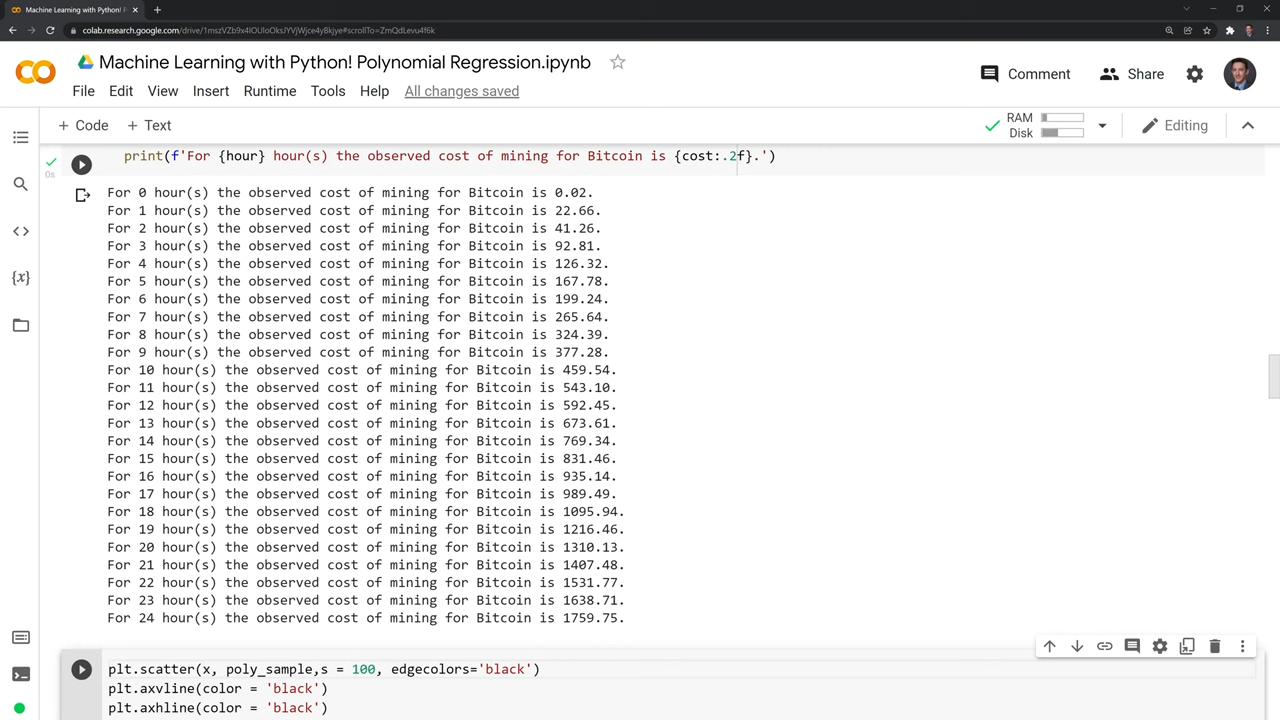 Machine Learning with Python! P
colab.research.google.com/drive/1mszVZb9x4lOUloOksJYVjWjce4yBkjye#scrollTo=ZmQdLevu4f6k
Machine Learning with Python! Polynomial Regression.ipynb
Comment
Share
File Edit View Insert Runtime Tools Help All changes saved
+ Code + Text
RAM
Disk
Editing
print(f'For {hour} hour(s) the observed cost of mining for Bitcoin is {cost:.2f}.')
0s
For 0 hour(s) the observed cost of mining for Bitcoin is 0.02.
For 1 hour(s) the observed cost of mining for Bitcoin is 22.66.
For 2 hour(s) the observed cost of mining for Bitcoin is 41.26.
For 3 hour(s) the observed cost of mining for Bitcoin is 92.81.
For 4 hour(s) the observed cost of mining for Bitcoin is 126.32.
For 5 hour(s) the observed cost of mining for Bitcoin is 167.78.
For 6 hour(s) the observed cost of mining for Bitcoin is 199.24.
For 7 hour(s) the observed cost of mining for Bitcoin is 265.64.
For 8 hour(s) the observed cost of mining for Bitcoin is 324.39.
For 9 hour(s) the observed cost of mining for Bitcoin is 377.28.
For 10 hour(s) the observed cost of mining for Bitcoin is 459.54.
For 11 hour(s) the observed cost of mining for Bitcoin is 543.10.
For 12 hour(s) the observed cost of mining for Bitcoin is 592.45.
For 13 hour(s) the observed cost of mining for Bitcoin is 673.61.
For 14 hour(s) the observed cost of mining for Bitcoin is 769.34.
For 15 hour(s) the observed cost of mining for Bitcoin is 831.46.
For 16 hour(s) the observed cost of mining for Bitcoin is 935.14.
For 17 hour(s) the observed cost of mining for Bitcoin is 989.49.
For 18 hour(s) the observed cost of mining for Bitcoin is 1095.94.
For 19 hour(s) the observed cost of mining for Bitcoin is 1216.46.
For 20 hour(s) the observed cost of mining for Bitcoin is 1310.13.
For 21 hour(s) the observed cost of mining for Bitcoin is 1407.48.
For 22 hour(s) the observed cost of mining for Bitcoin is 1531.77.
For 23 hour(s) the observed cost of mining for Bitcoin is 1638.71.
For 24 hour(s) the observed cost of mining for Bitcoin is 1759.75.
plt.scatter(x, poly_sample,s = 100, edgecolors='black')
plt.axvline(color = 'black')
plt.axhline(color = 'black')